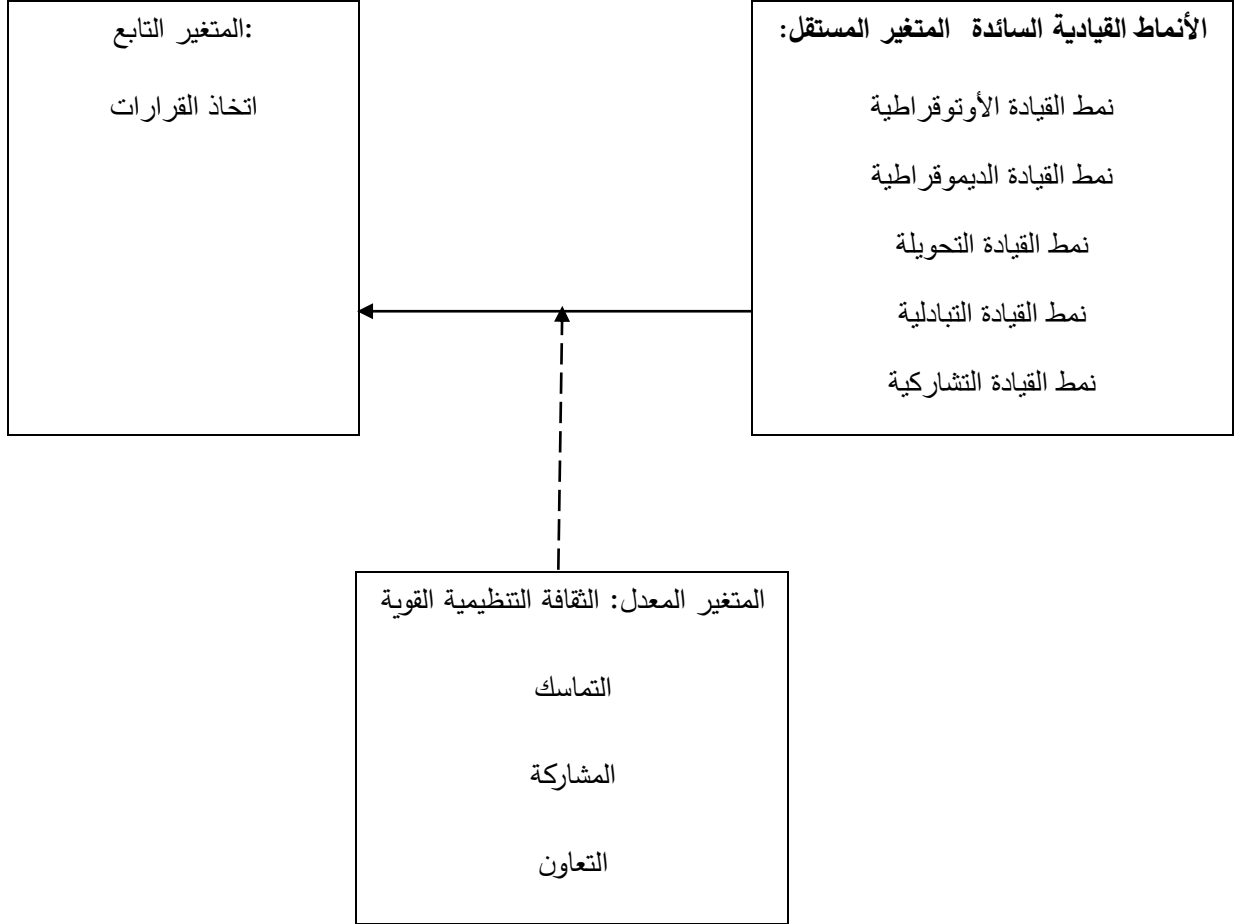 الأنماط القيادية السائدة المتغير المستقل:
نمط القيادة الأوتوقراطية
نمط القيادة الديموقراطية
نمط القيادة التحويلة
نمط القيادة التبادلية
نمط القيادة التشاركية
:المتغير التابع
اتخاذ القرارات
المتغير المعدل: الثقافة التنظيمية القوية
التماسك
المشاركة
التعاون